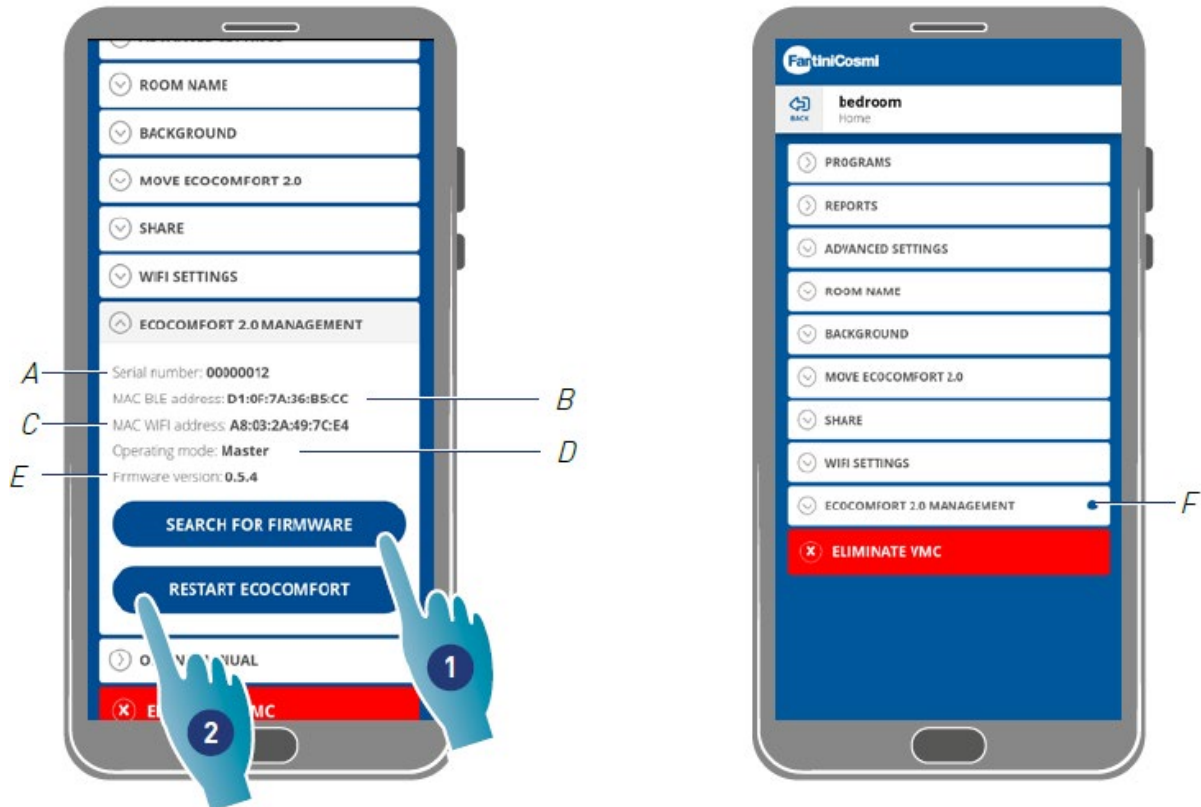 ROOM NAME
BACKGROUND
MOVE ECOCOMFORT 2.0
SHARE
WIFI SETTINGS
ECOCOMFORT 2.0 MANAGEMENT
A
Serial number: 00000012
MAC BLE address: D1:0F:7A:36:B5:CC
B
C
MAC WIFI address: A8:03:2A:49:7C:E4
Operating mode: Master
D
E
Firmware version: 0.5.4
SEARCH FOR FIRMWARE
RESTART ECOCOMFORT
1
2
FantiniCosmi
BACK
bedroom
Home
PROGRAMS
REPORTS
ADVANCED SETTINGS
ROOM NAME
BACKGROUND
MOVE ECOCOMFORT 2.0
SHARE
WIFI SETTINGS
ECOCOMFORT 2.0 MANAGEMENT
F
ELIMINATE VMC